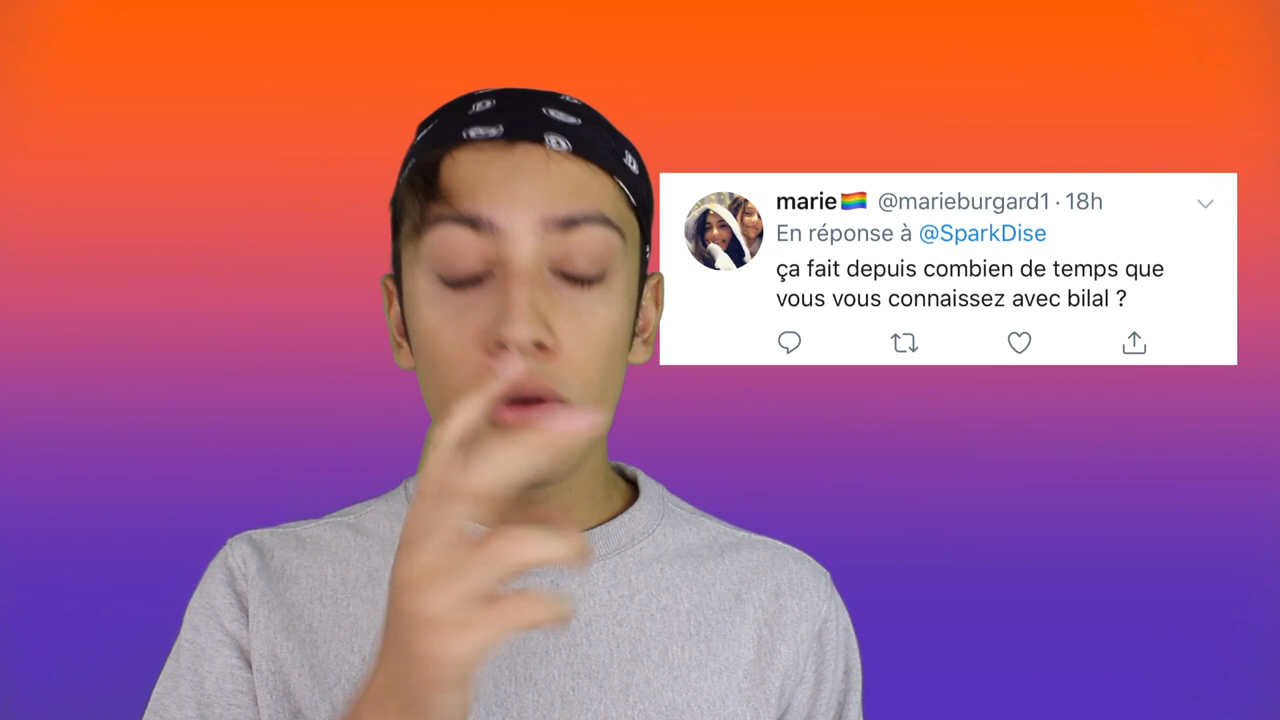 marie🏳️‍🌈 @marieburgard1 · 18h
En réponse à @SparkDise
ça fait depuis combien de temps que
vous vous connaissez avec bilal ?